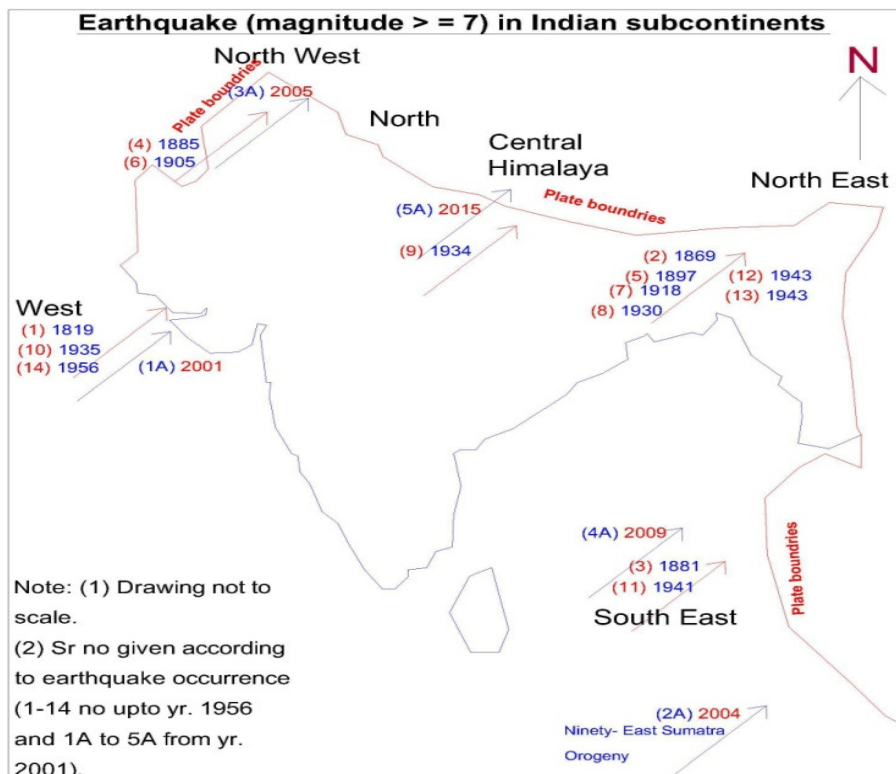 Earthquake (magnitude > = 7) in Indian subcontinents
North West
N
Plate boundries
(3A) 2005
North
(4) 1885
(6) 1905
Central
Himalaya
North East
(5A) 2015
Plate boundries
(9) 1934
(2) 1869
(5) 1897
(12) 1943
(7) 1918
(13) 1943
(8) 1930
West
(1) 1819
(10) 1935
(14) 1956
(1A) 2001
(4A) 2009
(3) 1881
(11) 1941
South East
Plate boundries
Note: (1) Drawing not to
scale.
(2) Sr no given according
to earthquake occurrence
(1-14 no upto yr. 1956
and 1A to 5A from yr.
2001).
(2A) 2004
Ninety- East Sumatra
Orogeny